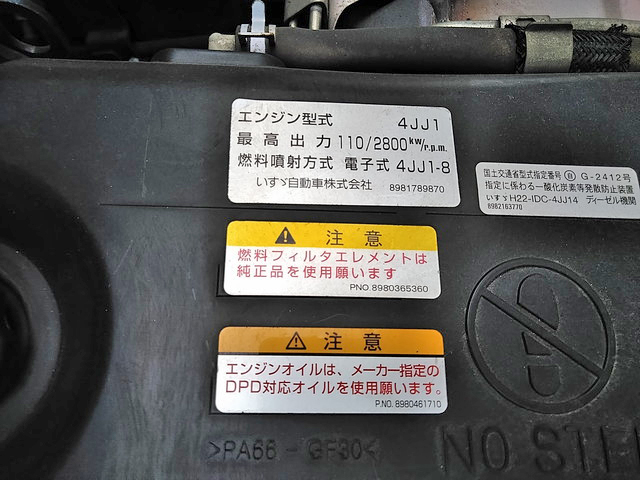 エンジン型式 4JJ1
最高出力 110/2800kW/r.p.m.
燃料噴射方式 電子式 4JJ1-8
いすゞ自動車株式会社 8981789870
国土交通省型式指定番号 Ⓑ G-2412号
指定に係わる一酸化炭素等発散防止装置
いすゞH22-IDC-4JJ14 ディーゼル機関
8982163770
⚠ 注意
燃料フィルタエレメントは
純正品を使用願います
PNO.8980365360
⚠ 注意
エンジンオイルは、メーカー指定の
DPD対応オイルを使用願います。
P.NO. 8980461710
>PA66-GF30<
NO STE